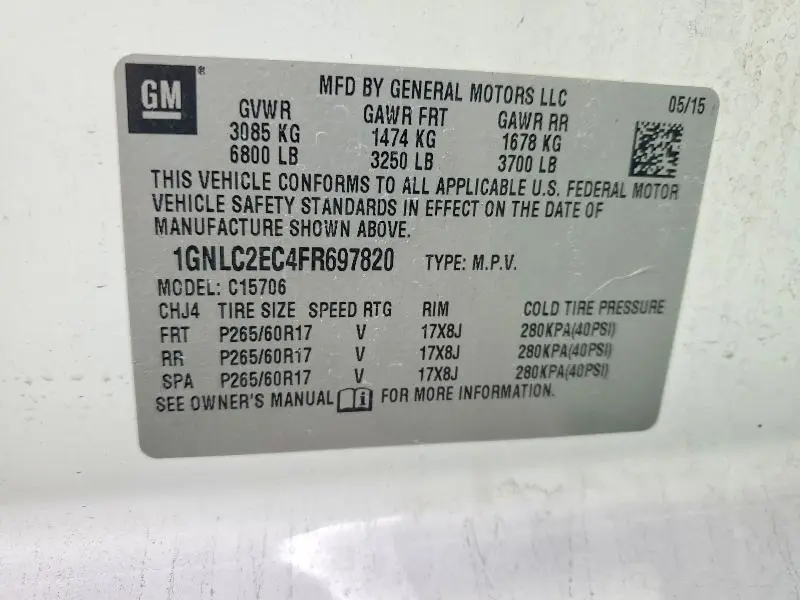 GM®
MFD BY GENERAL MOTORS LLC 05/15
GVWR GAWR FRT GAWR RR
3085 KG 1474 KG 1678 KG
6800 LB 3250 LB 3700 LB
THIS VEHICLE CONFORMS TO ALL APPLICABLE U.S. FEDERAL MOTOR
VEHICLE SAFETY STANDARDS IN EFFECT ON THE DATE OF
MANUFACTURE SHOWN ABOVE.
1GNLC2EC4FR697820 TYPE: M.P.V.
MODEL: C15706
CHJ4 TIRE SIZE SPEED RTG RIM COLD TIRE PRESSURE
FRT P265/60R17 V 17X8J 280KPA(40PSI)
RR P265/60R17 V 17X8J 280KPA(40PSI)
SPA P265/60R17 V 17X8J 280KPA(40PSI)
SEE OWNER'S MANUAL i FOR MORE INFORMATION.